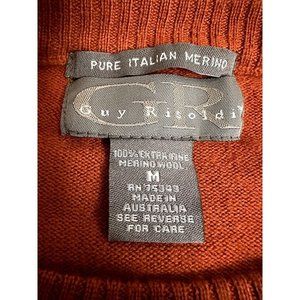 PURE ITALIAN MERINO
GR
Guy Risoldi
100% EXTRAFINE
MERINO WOOL
M
RN 75343
MADE IN
AUSTRALIA
SEE REVERSE
FOR CARE